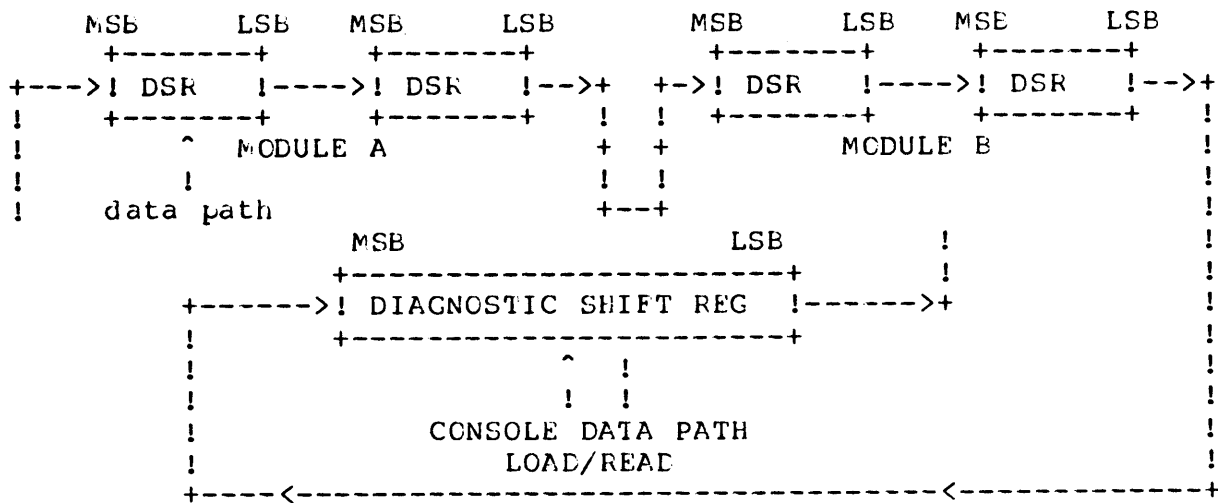 MSB LSB MSB LSB MSB LSB MSB LSB
DSR DSR DSR DSR
MODULE A MODULE B
data path
MSB LSB
DIAGNOSTIC SHIFT REG
CONSOLE DATA PATH
LOAD/READ